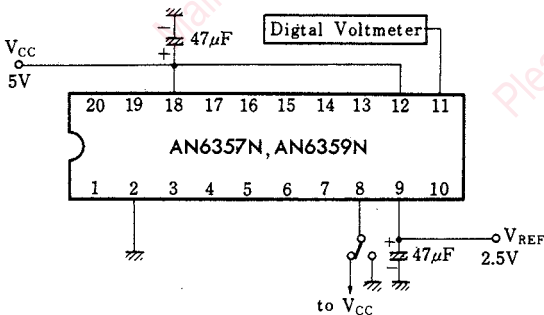 Digtal Voltmeter
47μF
VCC
5V
20 19 18 17 16 15 14 13 12 11
AN6357N, AN6359N
1 2 3 4 5 6 7 8 9 10
VREF
2.5V
47μF
to VCC